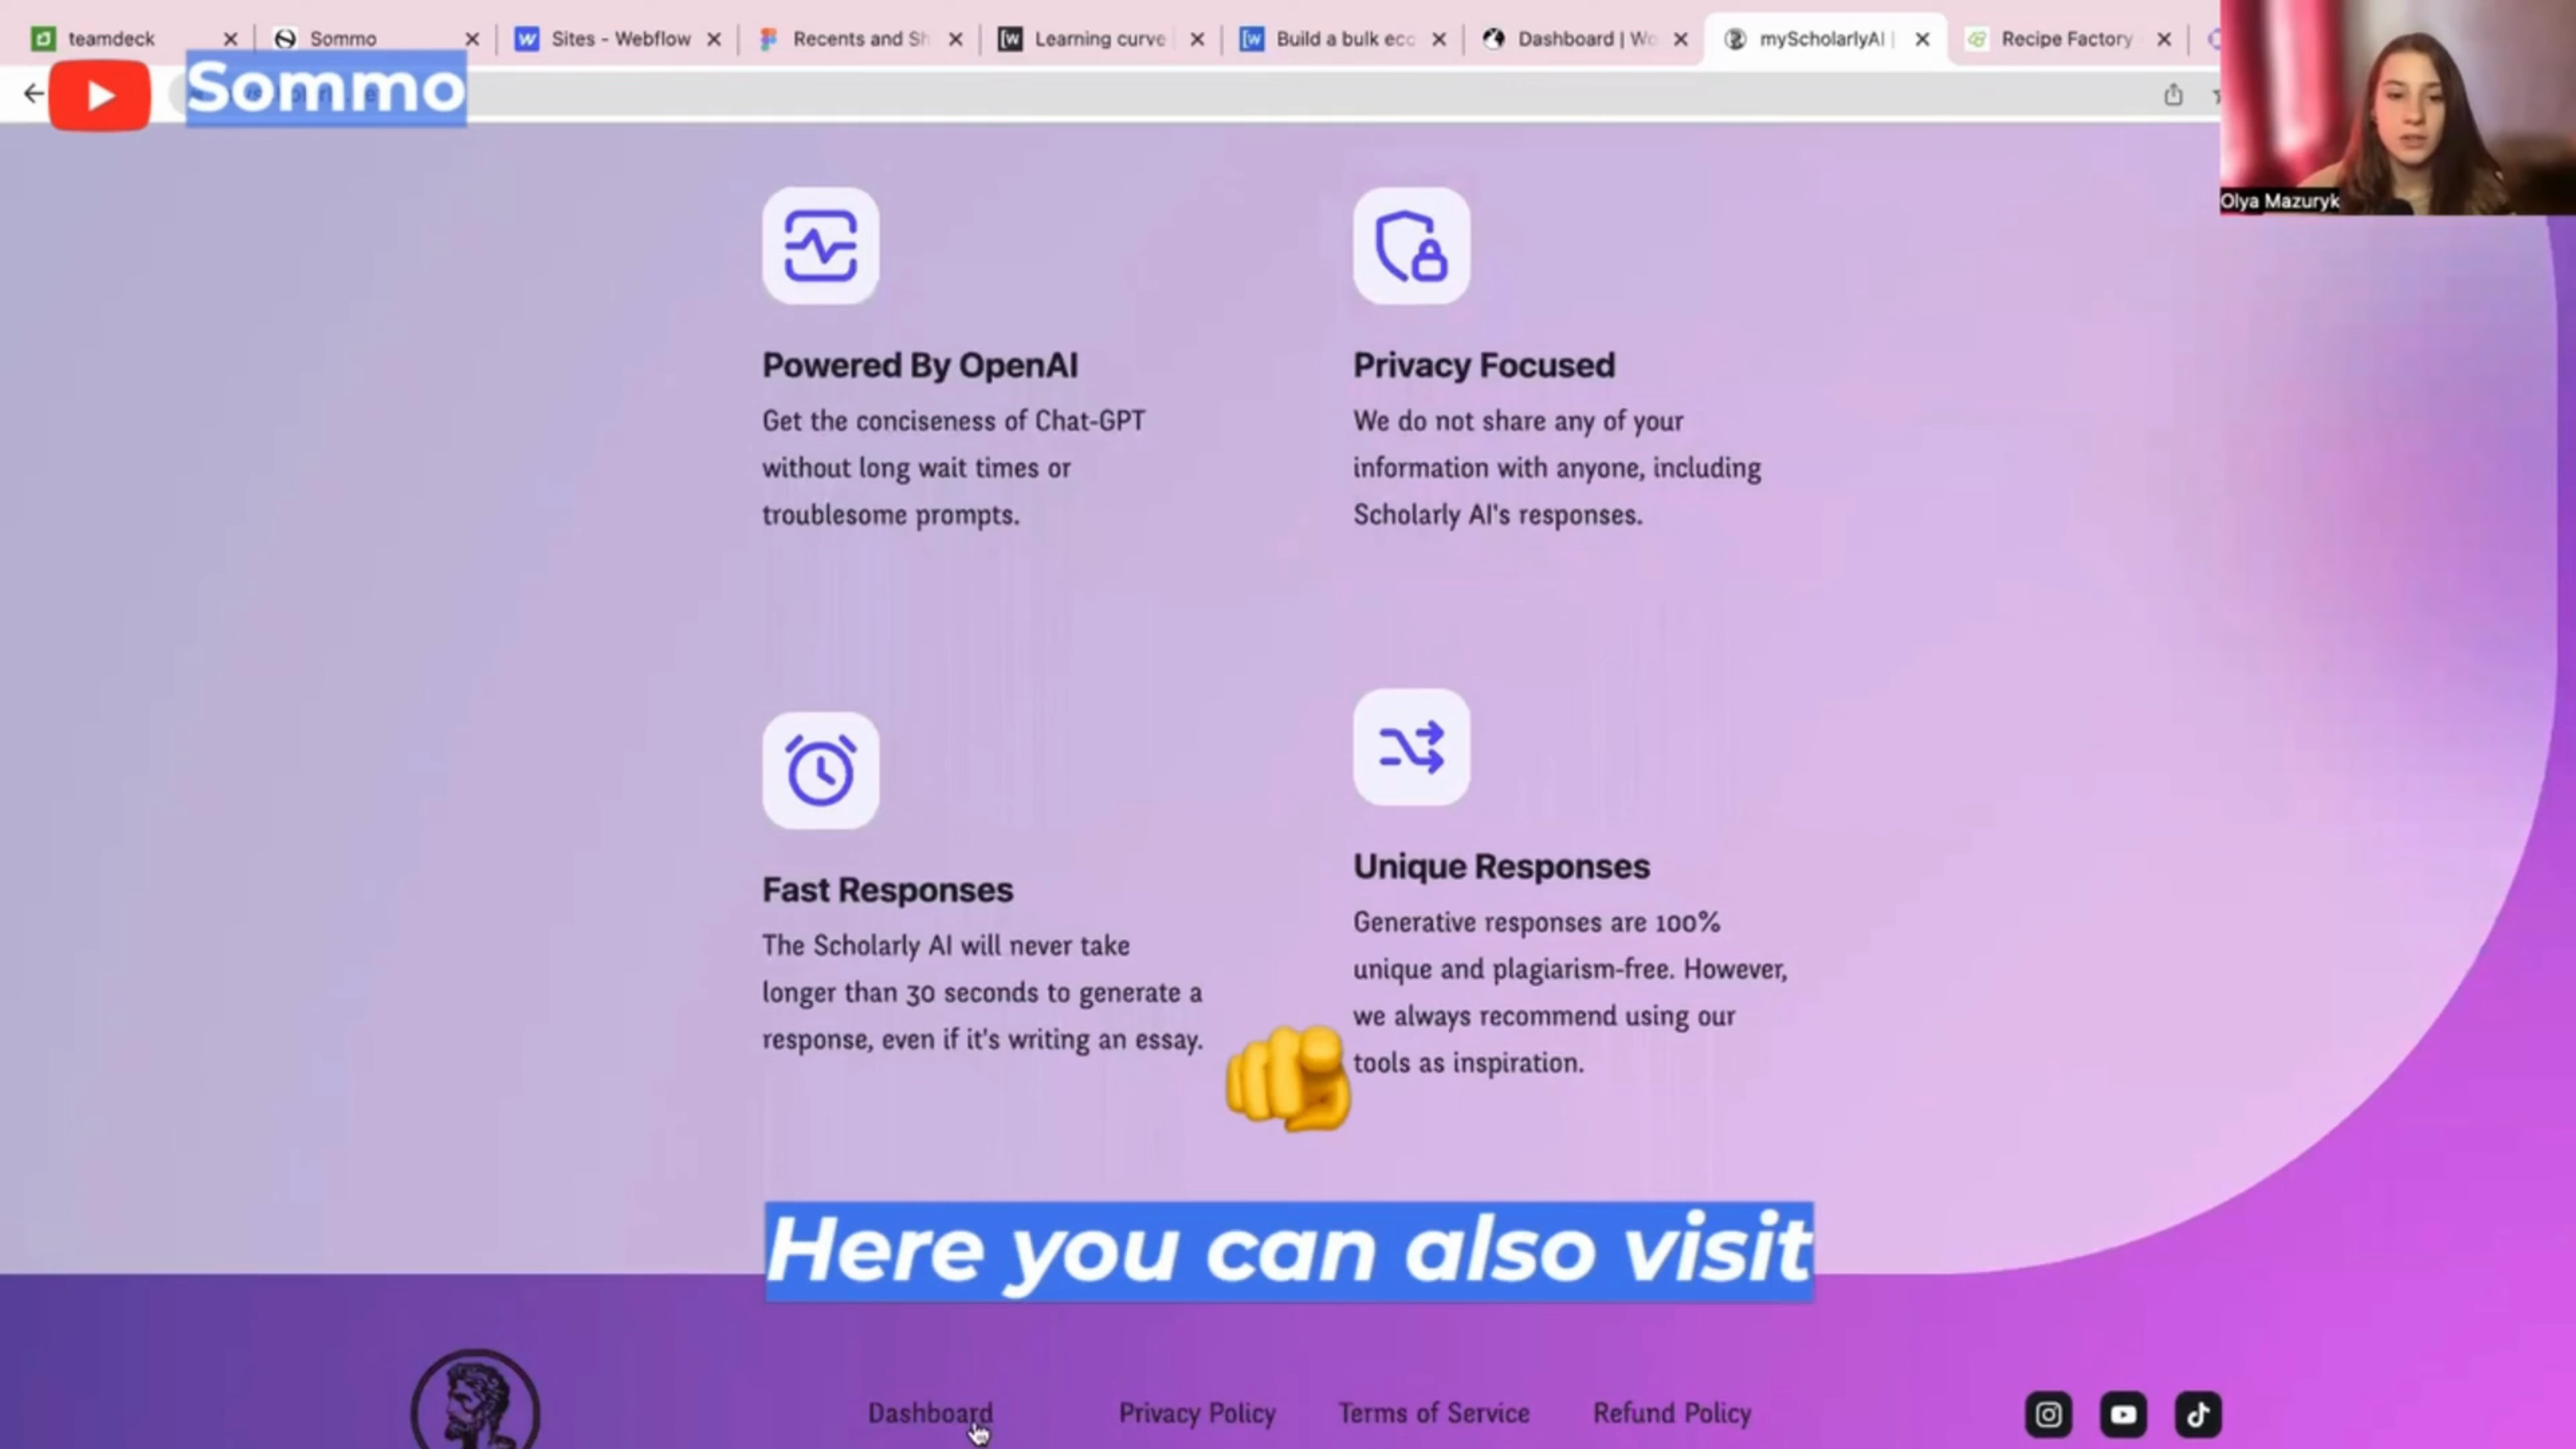 teamdeck
Sommo
Sites - Webflow
Recents and Sh
Learning curve
Build a bulk ecc
Dashboard | Wo
myScholarlyAI |
Recipe Factory
Sommo
Olya Mazuryk
Powered By OpenAI
Get the conciseness of Chat-GPT
without long wait times or
troublesome prompts.
Privacy Focused
We do not share any of your
information with anyone, including
Scholarly AI's responses.
Fast Responses
The Scholarly AI will never take
longer than 30 seconds to generate a
response, even if it's writing an essay.
Unique Responses
Generative responses are 100%
unique and plagiarism-free. However,
we always recommend using our
tools as inspiration.
Here you can also visit
Dashboard
Privacy Policy
Terms of Service
Refund Policy